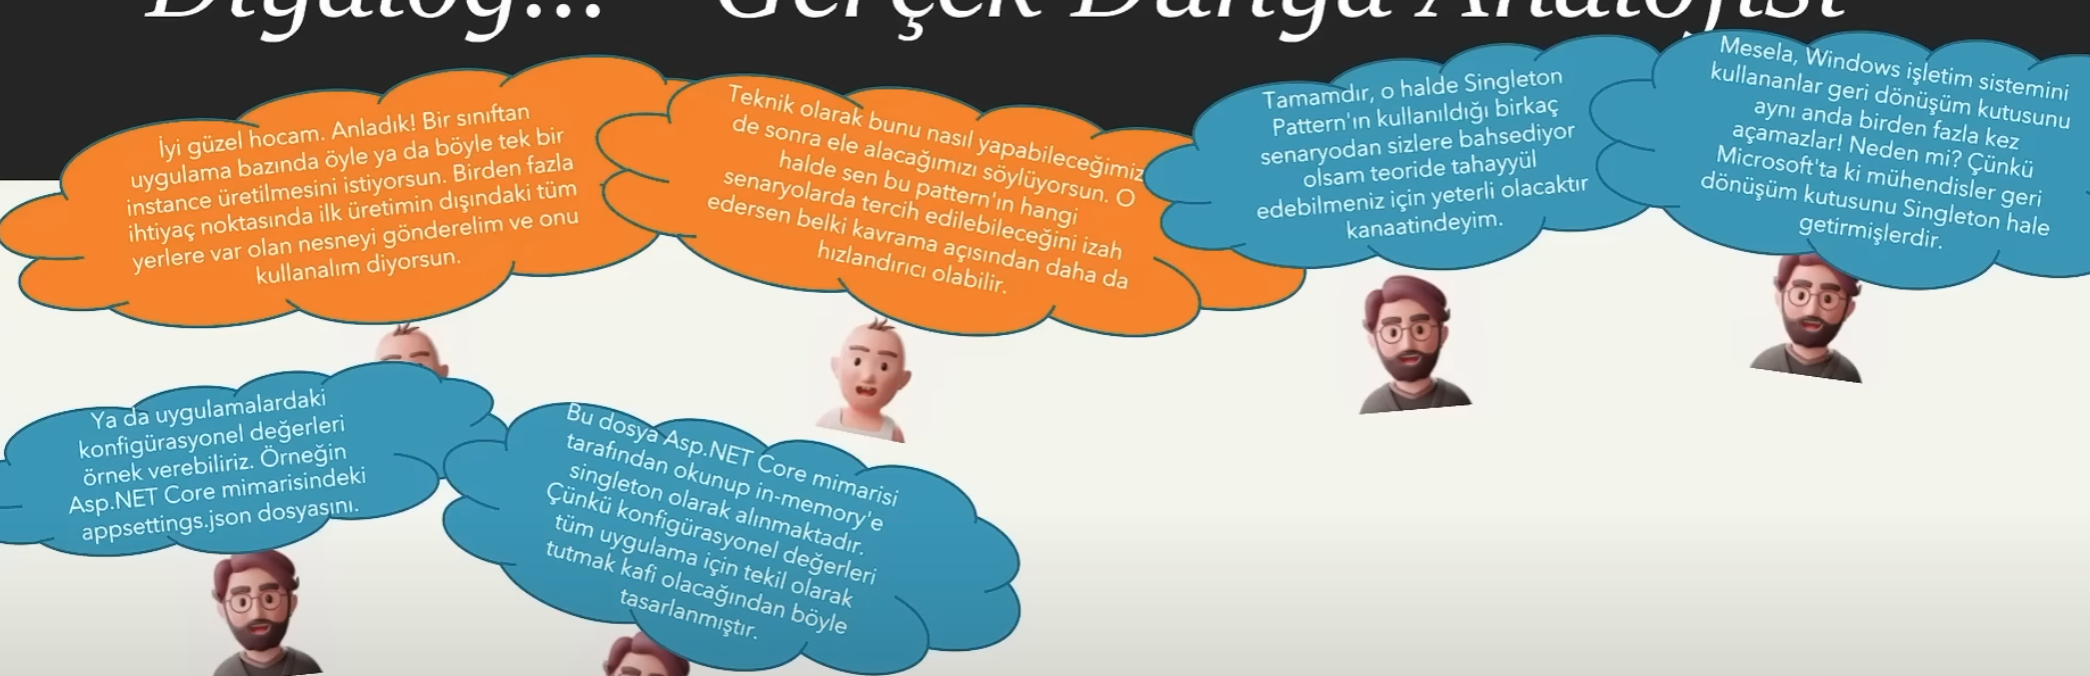 Diyalog... Gerçek Dünya Analojisi
İyi güzel hocam. Anladık! Bir sınıftan
uygulama bazında öyle ya da böyle tek bir
instance üretilmesini istiyorsun. Birden fazla
ihtiyaç noktasında ilk üretimin dışındaki tüm
yerlere var olan nesneyi gönderelim ve onu
kullanalım diyorsun.
Teknik olarak bunu nasıl yapabileceğimiz
de sonra ele alacağımızı söylüyorsun. O
halde sen bu pattern'ın hangi
senaryolarda tercih edilebileceğini izah
edersen belki kavrama açısından daha da
hızlandırıcı olabilir.
Tamamdır, o halde Singleton
Pattern'ın kullanıldığı birkaç
senaryodan sizlere bahsediyor
olsam teoride tahayyül
edebilmeniz için yeterli olacaktır
kanaatindeyim.
Mesela, Windows işletim sistemini
kullananlar geri dönüşüm kutusunu
aynı anda birden fazla kez
açamazlar! Neden mi? Çünkü
Microsoft'ta ki mühendisler geri
dönüşüm kutusunu Singleton hale
getirmişlerdir.
Ya da uygulamalardaki
konfigürasyonel değerleri
örnek verebiliriz. Örneğin
Asp.NET Core mimarisindeki
appsettings.json dosyasını.
Bu dosya Asp.NET Core mimarisi
tarafından okunup in-memory'e
singleton olarak alınmaktadır.
Çünkü konfigürasyonel değerleri
tüm uygulama için tekil olarak
tutmak kafi olacağından böyle
tasarlanmıştır.